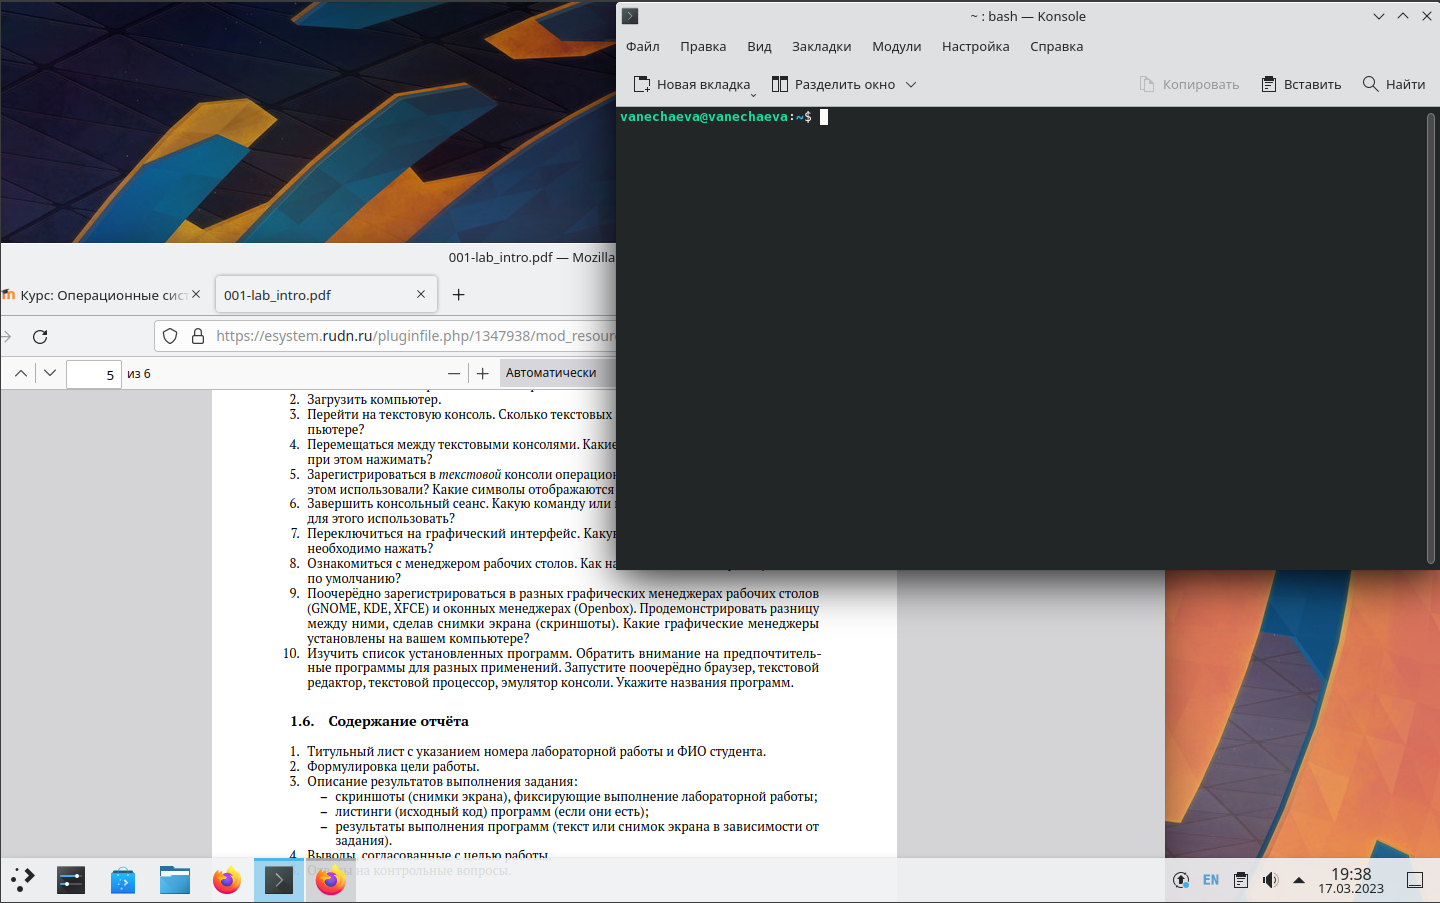 ~ : bash — Konsole
Файл Правка Вид Закладки Модули Настройка Справка
Новая вкладка Разделить окно Копировать Вставить Найти
vanechaeva@vanechaeva:~$
001-lab_intro.pdf — Mozilla
Курс: Операционные сист 001-lab_intro.pdf
https://esystem.rudn.ru/pluginfile.php/1347938/mod_resour
5 из 6 Автоматически
2. Загрузить компьютер.
3. Перейти на текстовую консоль. Сколько текстовых
пьютере?
4. Перемещаться между текстовыми консолями. Какие
при этом нажимать?
5. Зарегистрироваться в текстовой консоли операцион
этом использовали? Какие символы отображаются
6. Завершить консольный сеанс. Какую команду или
для этого использовать?
7. Переключиться на графический интерфейс. Каку
необходимо нажать?
8. Ознакомиться с менеджером рабочих столов. Как на
по умолчанию?
9. Поочерёдно зарегистрироваться в разных графических менеджерах рабочих столов
(GNOME, KDE, XFCE) и оконных менеджерах (Openbox). Продемонстрировать разницу
между ними, сделав снимки экрана (скриншоты). Какие графические менеджеры
установлены на вашем компьютере?
10. Изучить список установленных программ. Обратить внимание на предпочтитель-
ные программы для разных применений. Запустите поочерёдно браузер, текстовой
редактор, текстовой процессор, эмулятор консоли. Укажите названия программ.
1.6. Содержание отчёта
1. Титульный лист с указанием номера лабораторной работы и ФИО студента.
2. Формулировка цели работы.
3. Описание результатов выполнения задания:
– скриншоты (снимки экрана), фиксирующие выполнение лабораторной работы;
– листинги (исходный код) программ (если они есть);
– результаты выполнения программ (текст или снимок экрана в зависимости от
задания).
4. Выводы, согласованные с целью работы.
на контрольные вопросы.
EN 19:38
17.03.2023